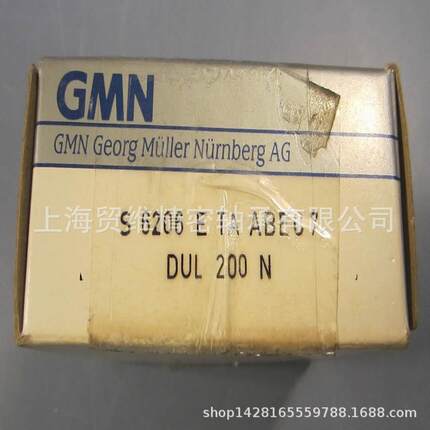 GMN
GMN Georg Müller Nürnberg AG
上海贸维精密轴承有限公司
S 6206 E TA ABEC 7
DUL 200 N
shop1428165559788.1688.com